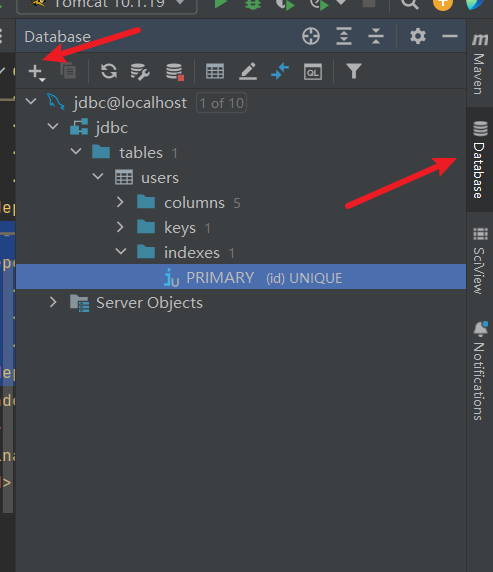 Tomcat 10.1.19
Database
QL
jdbc@localhost 1 of 10
jdbc
tables 1
users
columns 5
keys 1
indexes 1
PRIMARY (id) UNIQUE
Server Objects
m
Maven
Database
SciView
Notifications